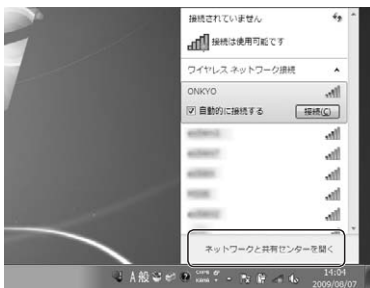 接続されていません
接続は使用可能です
ワイヤレス ネットワーク接続
ONKYO
自動的に接続する
接続(C)
ネットワークと共有センターを開く
A 般
CAPS
KANA
14:04
2009/08/07